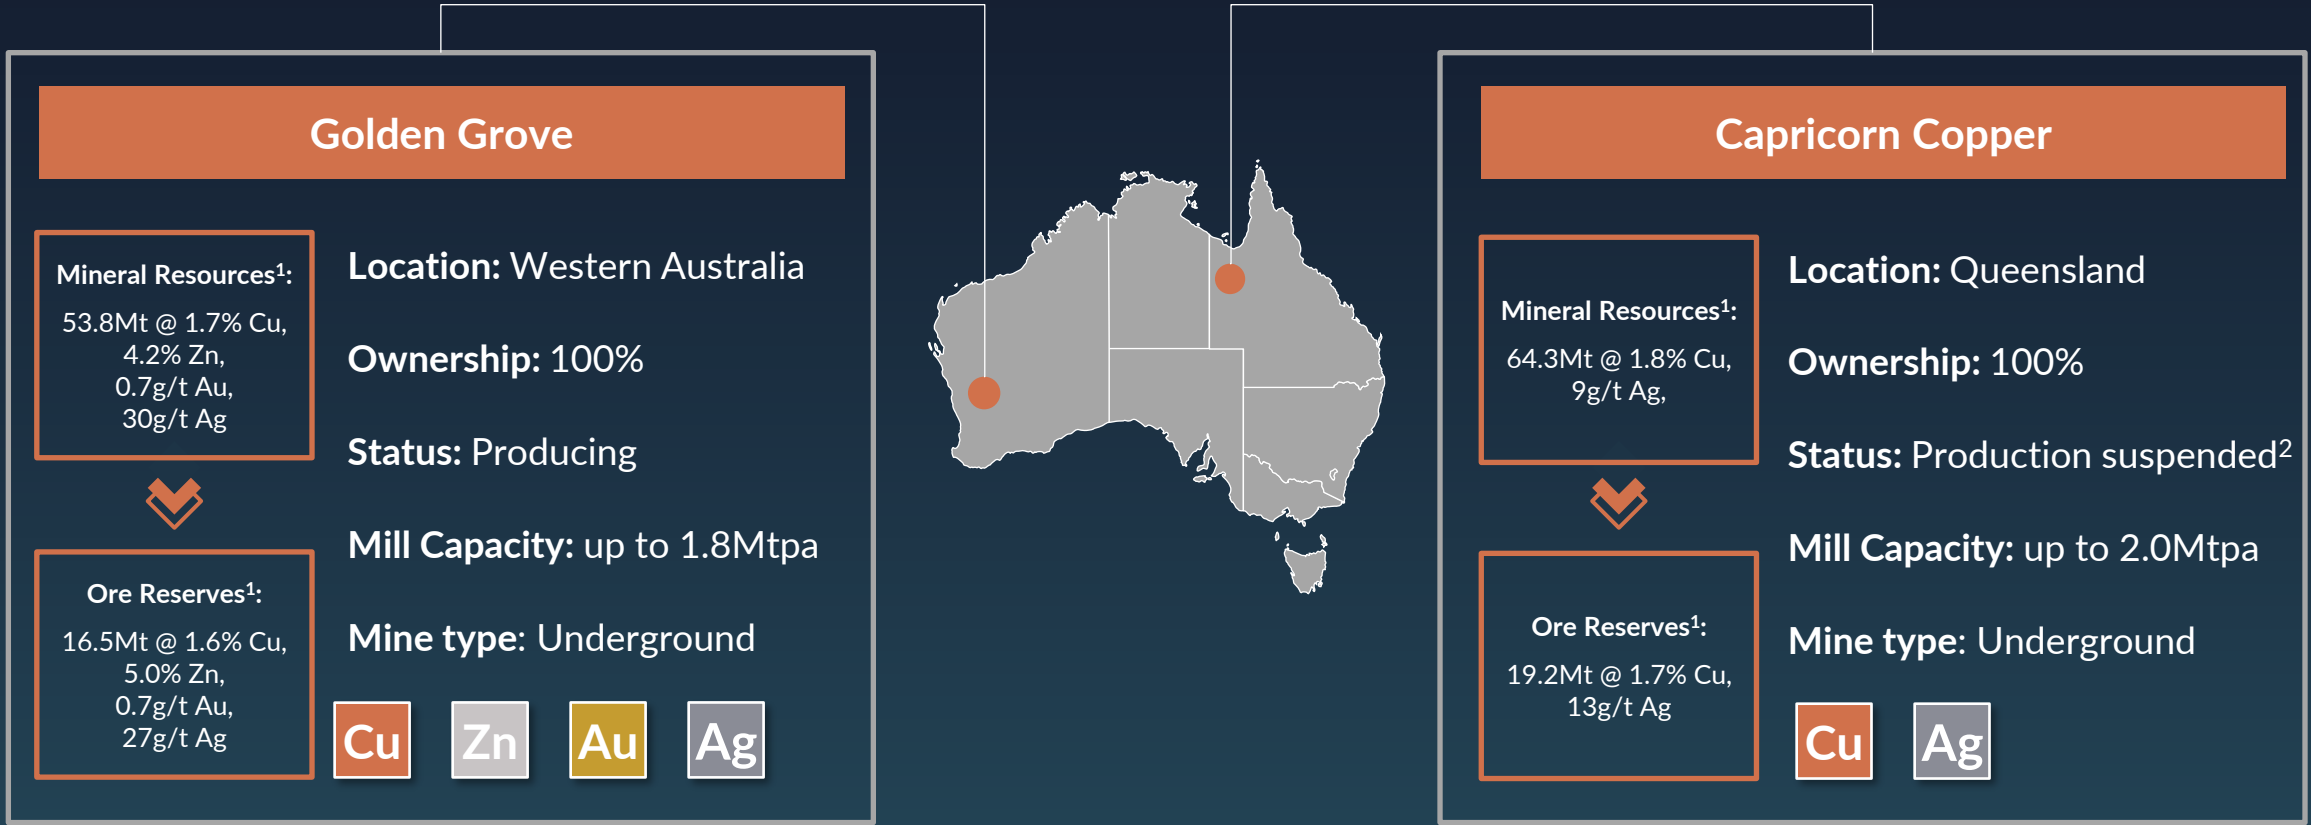 Golden Grove
Mineral Resources¹:
53.8Mt @ 1.7% Cu,
4.2% Zn,
0.7g/t Au,
30g/t Ag
Ore Reserves¹:
16.5Mt @ 1.6% Cu,
5.0% Zn,
0.7g/t Au,
27g/t Ag
Location: Western Australia
Ownership: 100%
Status: Producing
Mill Capacity: up to 1.8Mtpa
Mine type: Underground
Cu Zn Au Ag
Capricorn Copper
Mineral Resources¹:
64.3Mt @ 1.8% Cu,
9g/t Ag,
Ore Reserves¹:
19.2Mt @ 1.7% Cu,
13g/t Ag
Location: Queensland
Ownership: 100%
Status: Production suspended²
Mill Capacity: up to 2.0Mtpa
Mine type: Underground
Cu Ag